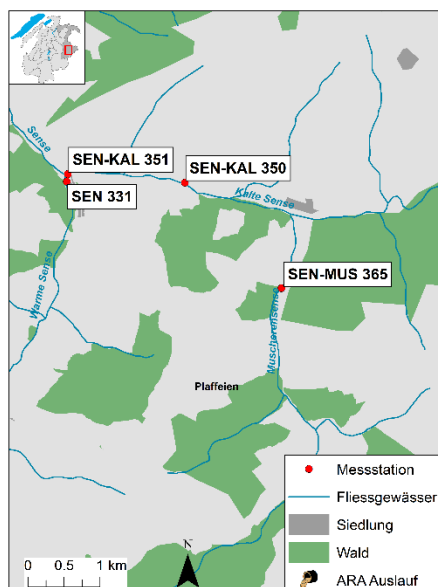 Sense
SEN-KAL 351
SEN-KAL 350
SEN 331
Kalte Sense
SEN-MUS 365
Warme Sense
Muscherensense
Plaffeien
Messstation
Fliessgewässer
Siedlung
Wald
ARA Auslauf
N
0 0.5 1 km